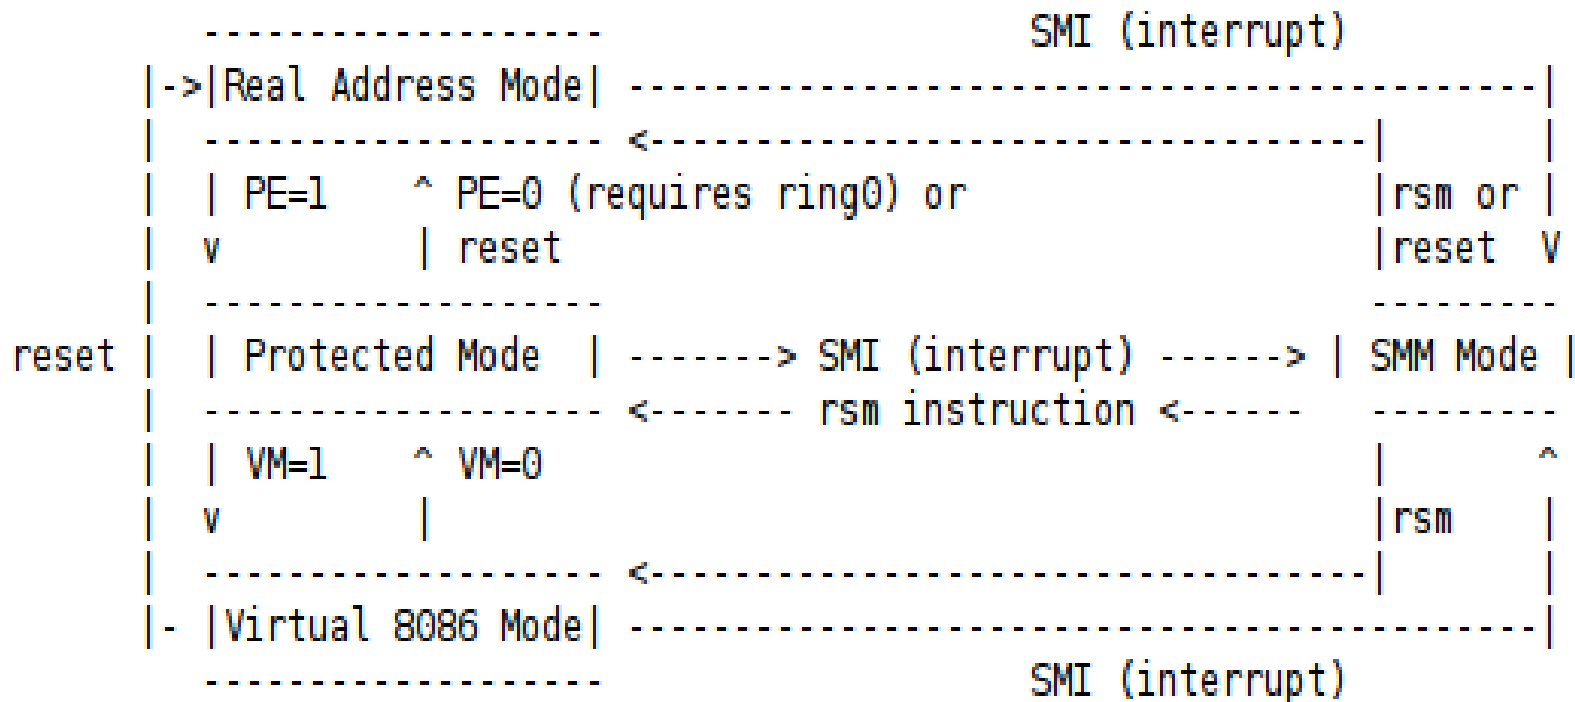 ------------------- SMI (interrupt)
|->|Real Address Mode| -------------------------------------------|
| ------------------- <----------------------------------| |
| | PE=1 ^ PE=0 (requires ring0) or |rsm or |
| v | reset |reset V
| ------------------- ---------
reset | | Protected Mode | -------> SMI (interrupt) ------> | SMM Mode |
| ------------------- <------- rsm instruction <------ ---------
| | VM=1 ^ VM=0 | ^
| v | |rsm |
| ------------------- <----------------------------------| |
|- |Virtual 8086 Mode| -------------------------------------------|
 ------------------- SMI (interrupt)